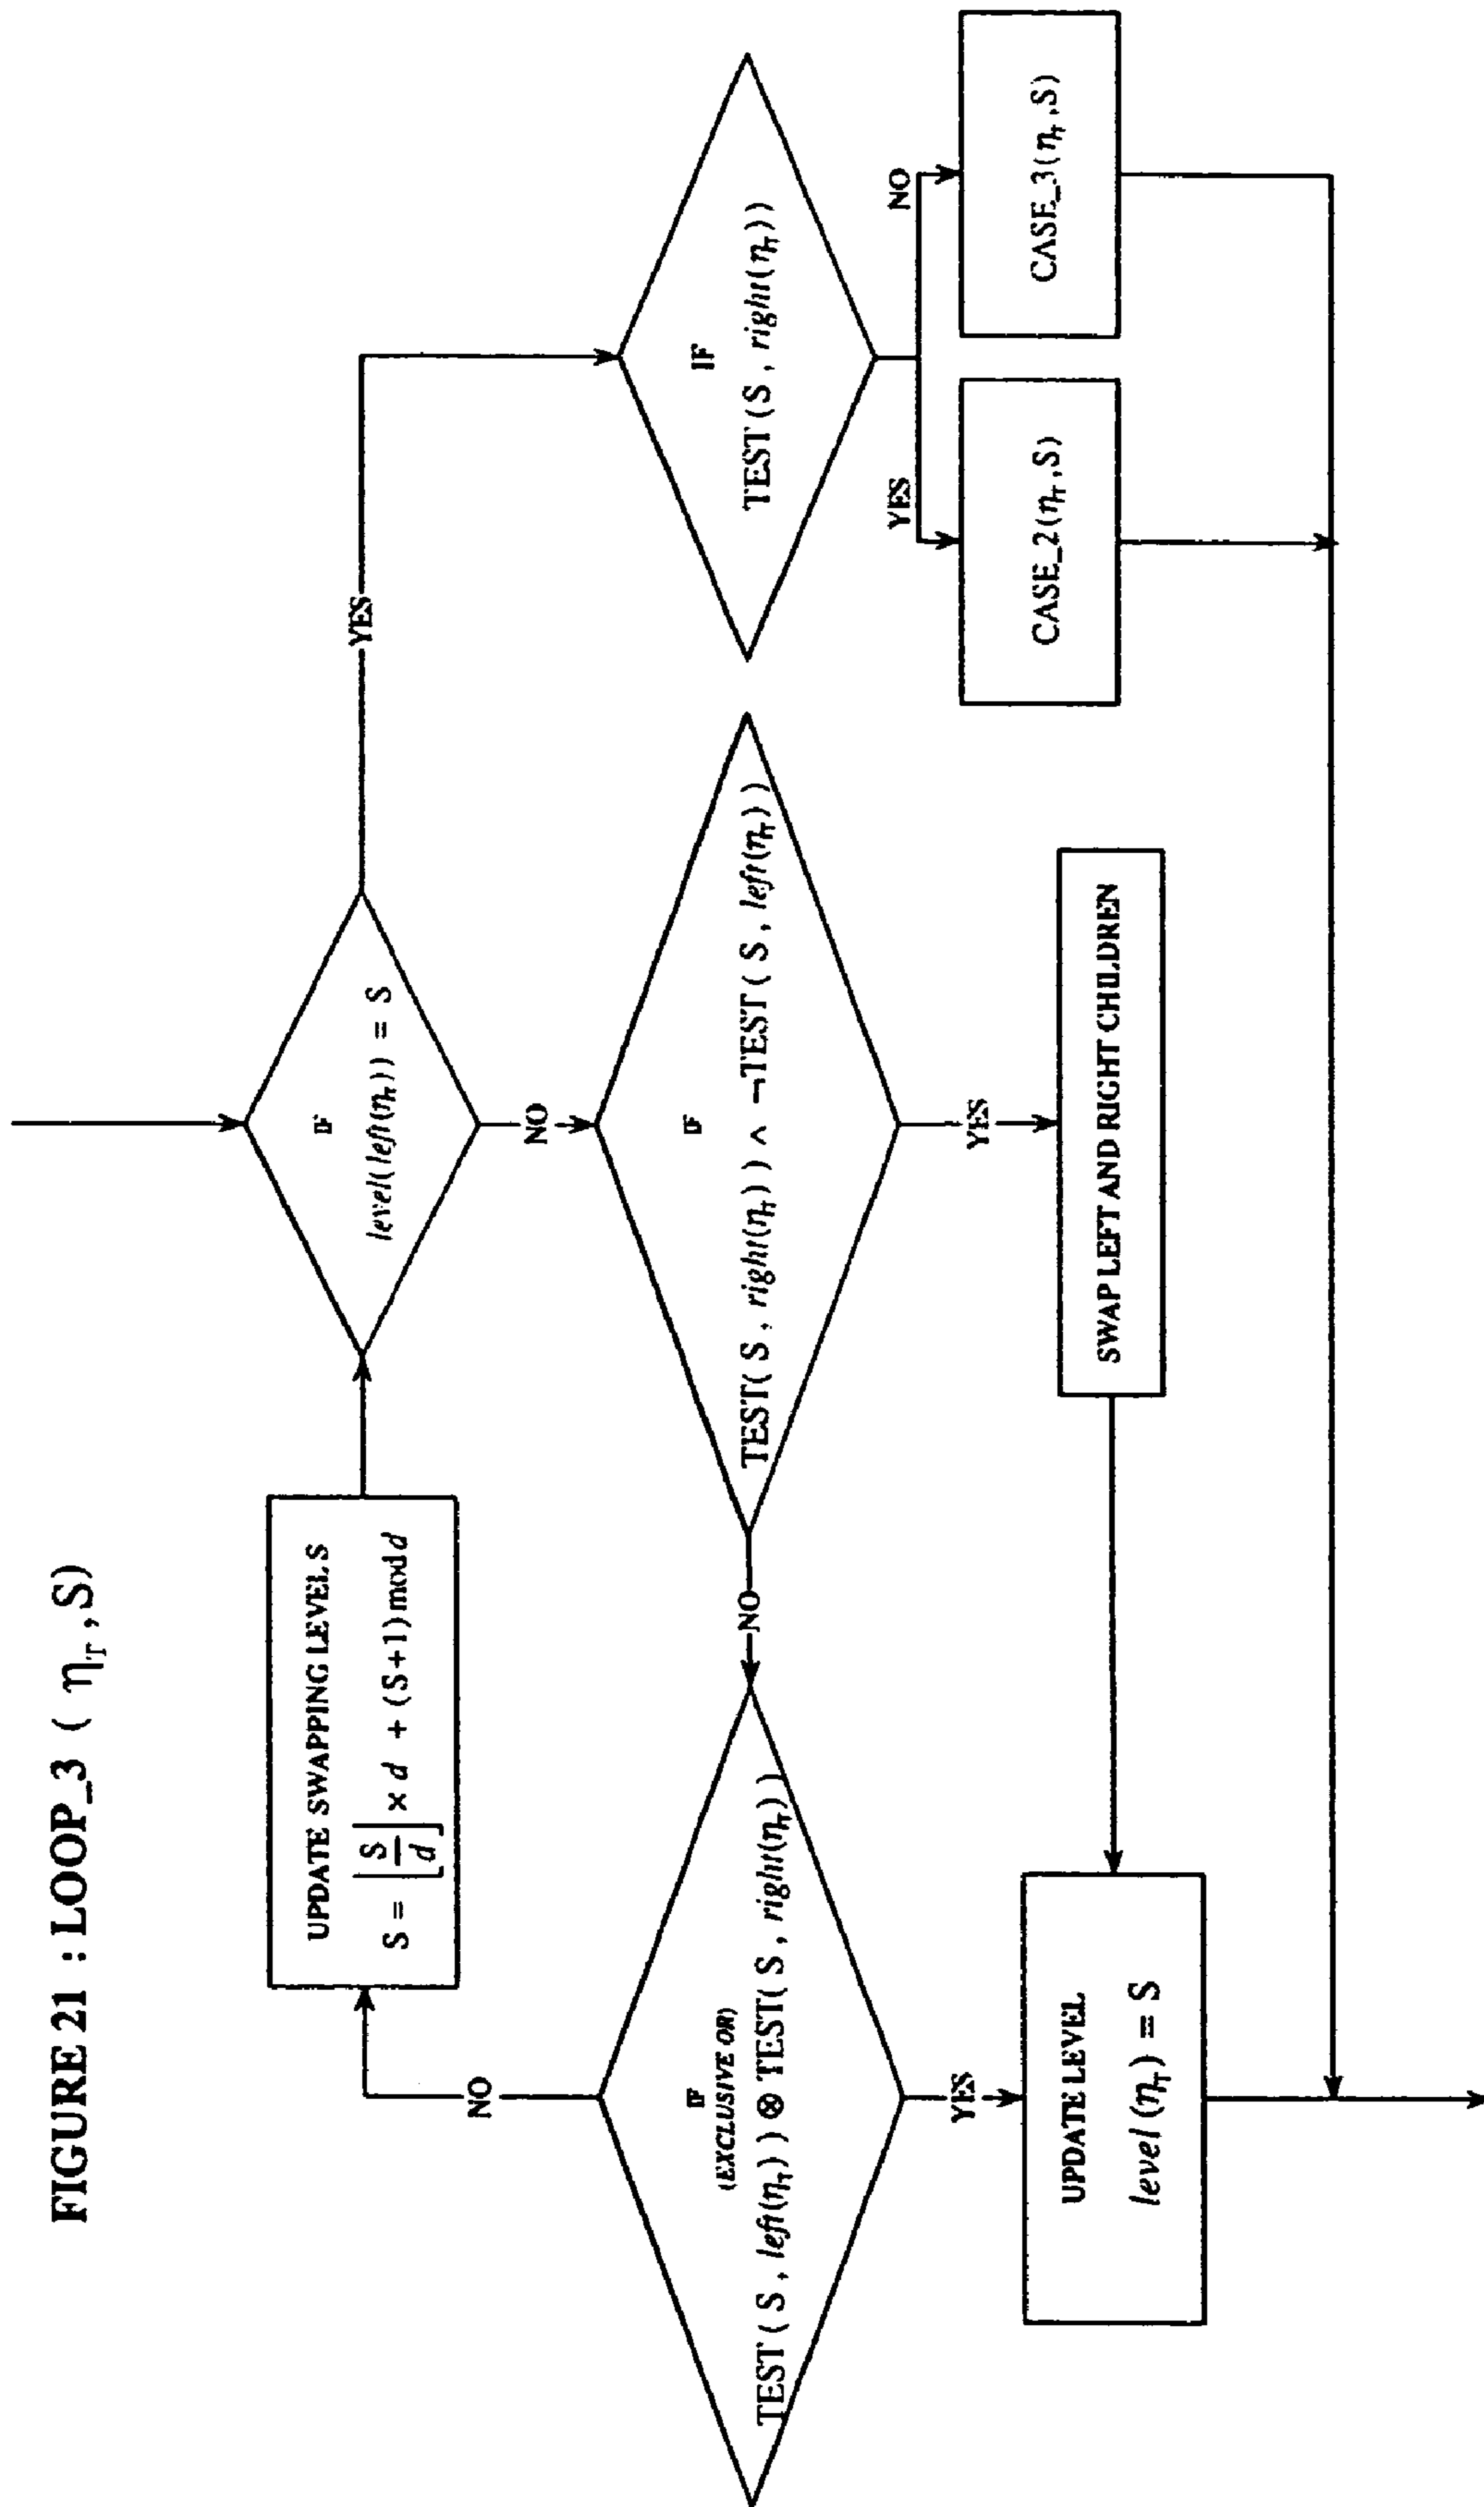 FIGURE 21 : LOOP_3 ( η_T , S)
IF
level(left(η_T)) = S
YES
NO
UPDATE SWAPPING LEVEL S
S = ⌊S/d⌋ × d + (S+1) mod d
IF
TEST( S , right(η_T) ) ∧ ¬TEST( S , left(η_T) )
NO
YES
IF
TEST( S , right(η_T) )
YES
NO
CASE_2(η_T,S)
CASE_3(η_T,S)
IF
(EXCLUSIVE OR)
TEST( S , left(η_T) ) ⊗ TEST( S , right(η_T) )
NO
YES
SWAP LEFT AND RIGHT CHILDREN
UPDATE LEVEL
level(η_T) = S